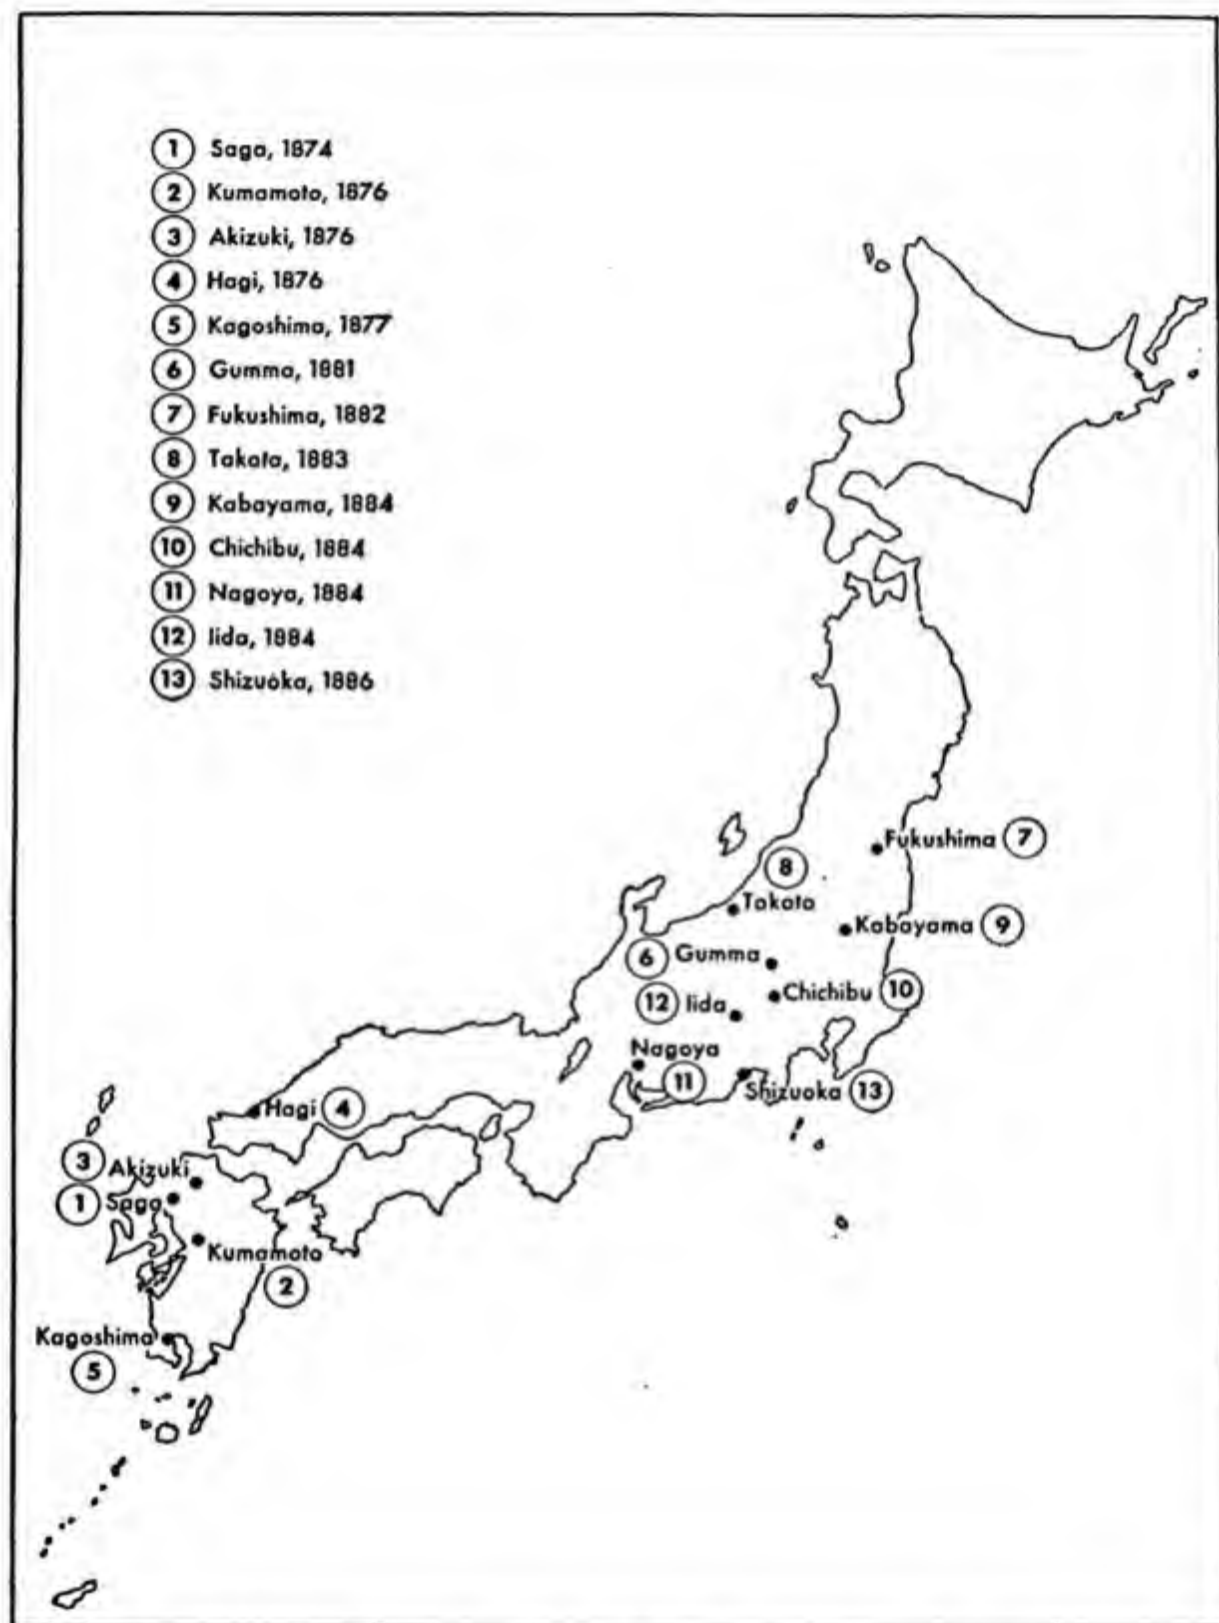 1 Saga, 1874
2 Kumamoto, 1876
3 Akizuki, 1876
4 Hagi, 1876
5 Kagoshima, 1877
6 Gumma, 1881
7 Fukushima, 1882
8 Takata, 1883
9 Kabayama, 1884
10 Chichibu, 1884
11 Nagoya, 1884
12 Iida, 1884
13 Shizuoka, 1886
Fukushima 7
8
Takata
Kabayama 9
6 Gumma
Chichibu 10
12 Iida
Nagoya
11
Shizuoka 13
Hagi 4
3 Akizuki
1 Saga
Kumamoto
2
Kagoshima
5